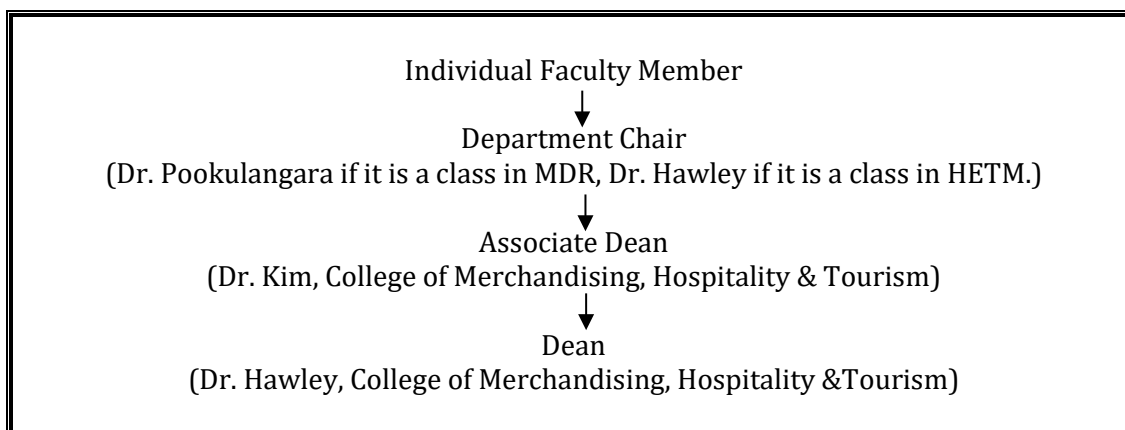 Individual Faculty Member
Department Chair
(Dr. Pookulangara if it is a class in MDR, Dr. Hawley if it is a class in HETM.)
Associate Dean
(Dr. Kim, College of Merchandising, Hospitality & Tourism)
Dean
(Dr. Hawley, College of Merchandising, Hospitality &Tourism)